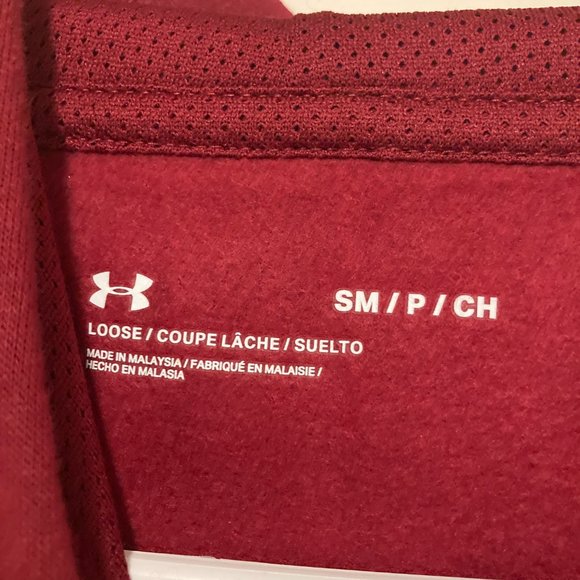 SM / P / CH
LOOSE / COUPE LÂCHE / SUELTO
MADE IN MALAYSIA / FABRIQUÉ EN MALAISIE /
HECHO EN MALASIA